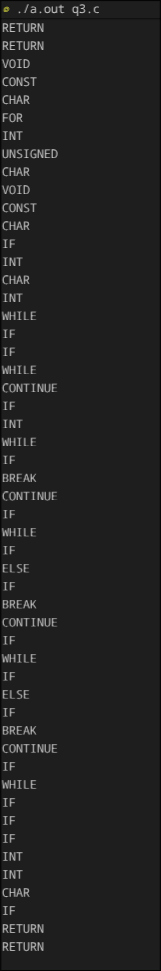 ./a.out q3.c
RETURN
RETURN
VOID
CONST
CHAR
FOR
INT
UNSIGNED
CHAR
VOID
CONST
CHAR
IF
INT
CHAR
INT
WHILE
IF
IF
WHILE
CONTINUE
IF
INT
WHILE
IF
BREAK
CONTINUE
IF
WHILE
IF
ELSE
IF
BREAK
CONTINUE
IF
WHILE
IF
ELSE
IF
BREAK
CONTINUE
IF
WHILE
IF
IF
IF
INT
INT
CHAR
IF
RETURN
RETURN